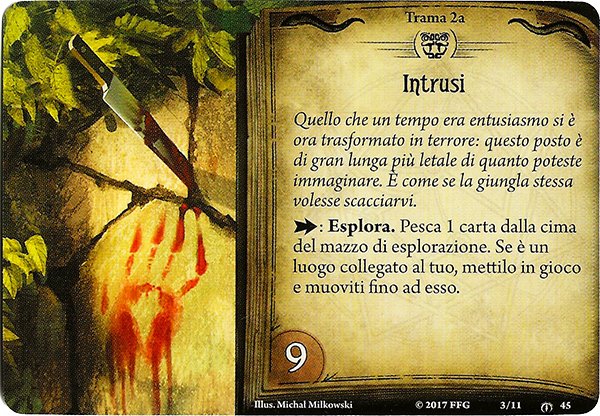 Trama 2a
Intrusi
Quello che un tempo era entusiasmo si è
ora trasformato in terrore: questo posto è
di gran lunga più letale di quanto poteste
immaginare. È come se la giungla stessa
volesse scacciarvi.
: Esplora. Pesca 1 carta dalla cima
del mazzo di esplorazione. Se è un
luogo collegato al tuo, mettilo in gioco
e muoviti fino ad esso.
9
Illus. Michal Milkowski
© 2017 FFG 3/11 45